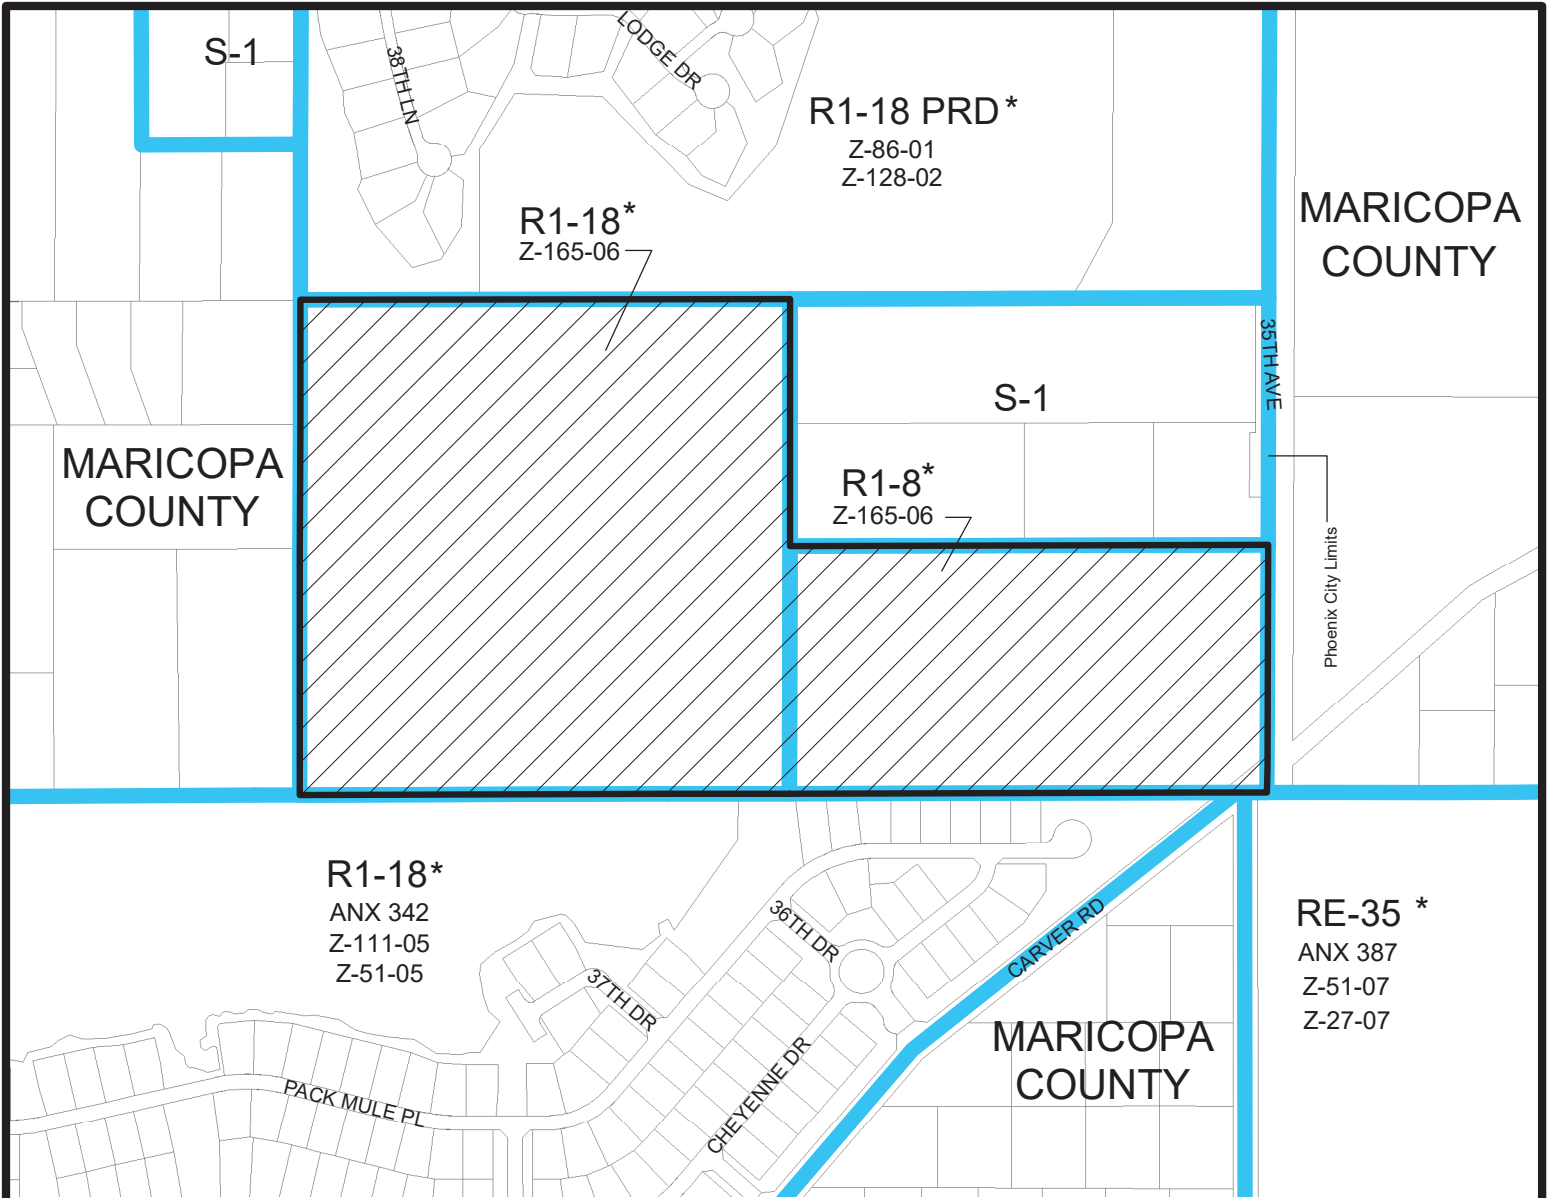 S-1
38TH LN
LODGE DR
R1-18 PRD*
Z-86-01
Z-128-02
R1-18*
Z-165-06
MARICOPA
COUNTY
35TH AVE
S-1
MARICOPA
COUNTY
R1-8*
Z-165-06
Phoenix City Limits
R1-18*
ANX 342
Z-111-05
Z-51-05
36TH DR
37TH DR
CARVER RD
RE-35 *
ANX 387
Z-51-07
Z-27-07
MARICOPA
COUNTY
CHEYENNE DR
PACK MULE PL